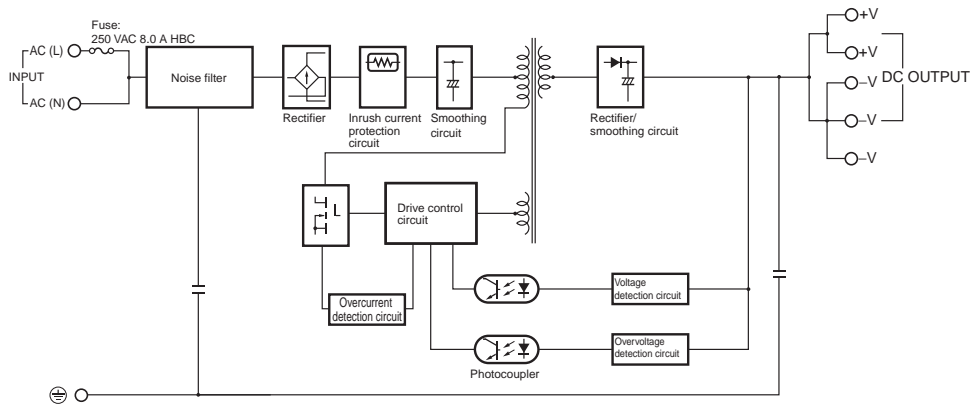 Fuse:
250 VAC 8.0 A HBC
AC (L)
INPUT
AC (N)
Noise filter
Rectifier
Inrush current
protection
circuit
Smoothing
circuit
Rectifier/
smoothing circuit
+V
+V
–V
DC OUTPUT
–V
–V
Drive control
circuit
Overcurrent
detection circuit
Voltage
detection circuit
Overvoltage
detection circuit
Photocoupler